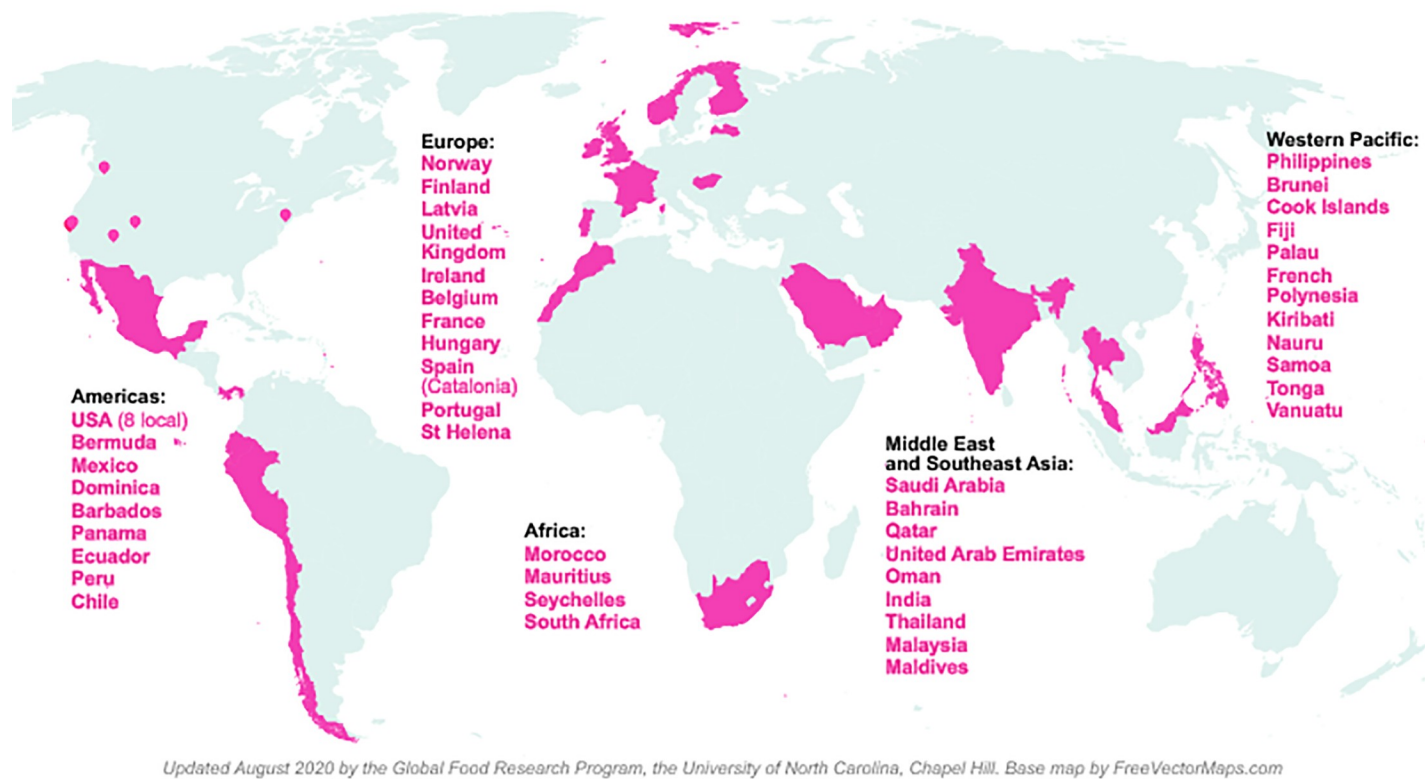 Europe:
Norway
Finland
Latvia
United
Kingdom
Ireland
Belgium
France
Hungary
Spain
(Catalonia)
Portugal
St Helena
Western Pacific:
Philippines
Brunei
Cook Islands
Fiji
Palau
French
Polynesia
Kiribati
Nauru
Samoa
Tonga
Vanuatu
Americas:
USA (8 local)
Bermuda
Mexico
Dominica
Barbados
Panama
Ecuador
Peru
Chile
Africa:
Morocco
Mauritius
Seychelles
South Africa
Middle East
and Southeast Asia:
Saudi Arabia
Bahrain
Qatar
United Arab Emirates
Oman
India
Thailand
Malaysia
Maldives
Updated August 2020 by the Global Food Research Program, the University of North Carolina, Chapel Hill. Base map by FreeVectorMaps.com